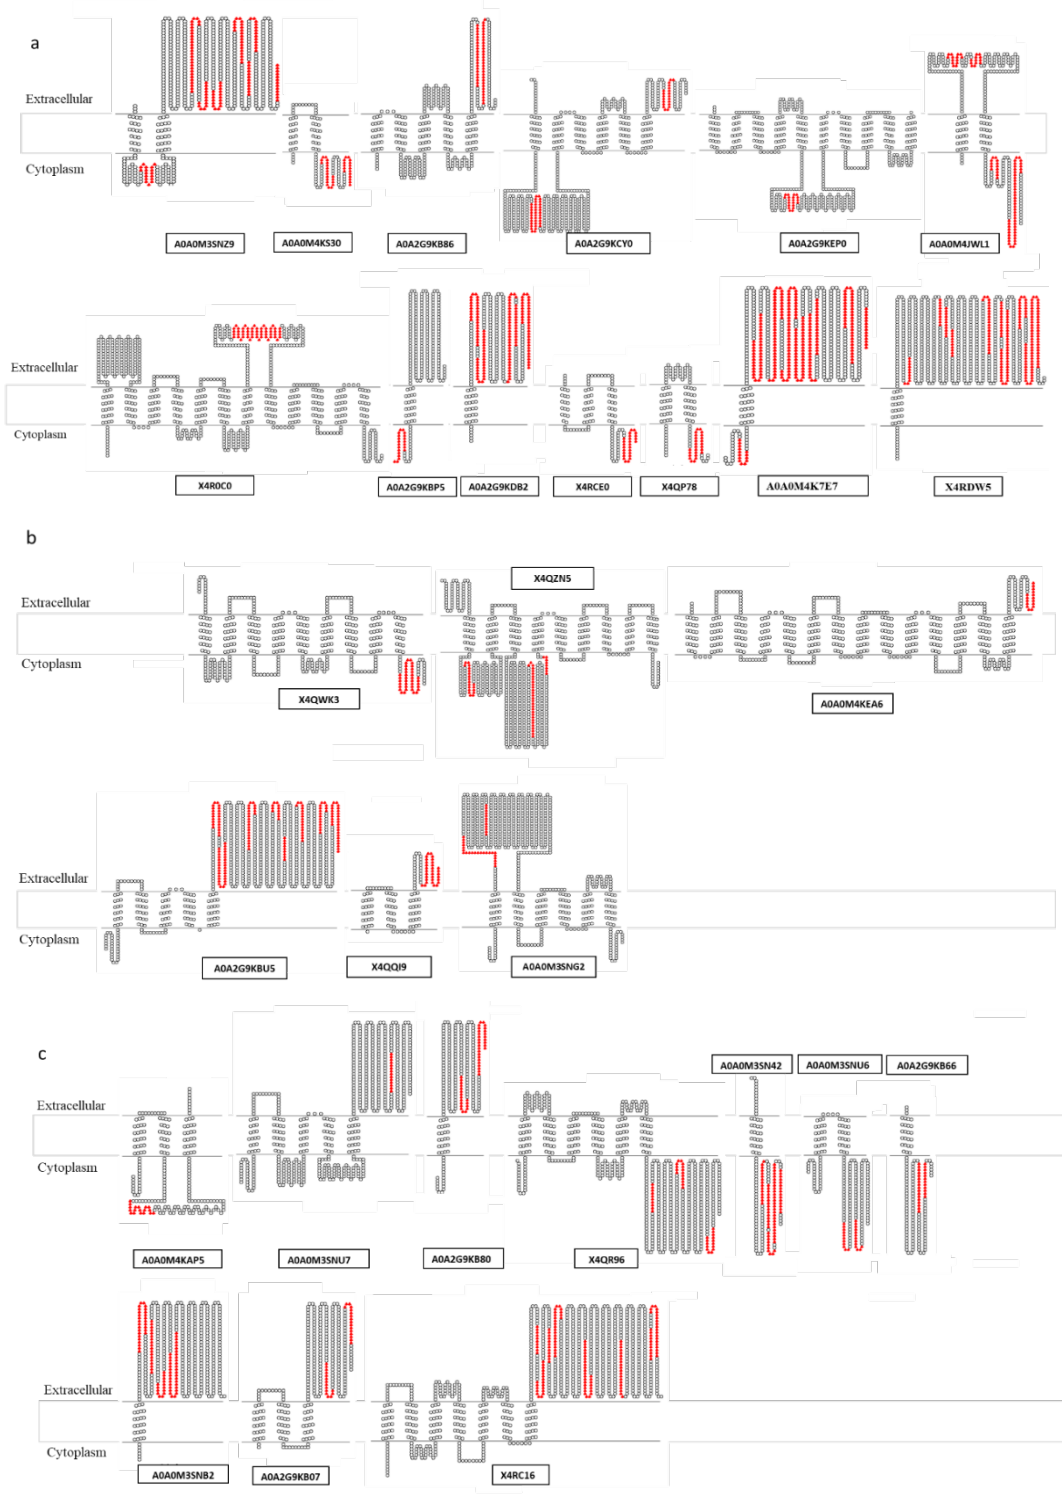 a
Extracellular
Cytoplasm
A0A0M3SNZ9
A0A0M4KS30
A0A2G9KB86
A0A2G9KCY0
A0A2G9KEP0
A0A0M4JWL1
Extracellular
Cytoplasm
X4R0C0
A0A2G9KBP5
A0A2G9KDB2
X4RCE0
X4QP78
A0A0M4K7E7
X4RDW5
b
X4QZN5
Extracellular
Cytoplasm
X4QWK3
A0A0M4KEA6
Extracellular
Cytoplasm
A0A2G9KBU5
X4QQI9
A0A0M3SNG2
c
A0A0M3SN42
A0A0M3SNU6
A0A2G9KB66
Extracellular
Cytoplasm
A0A0M4KAP5
A0A0M3SNU7
A0A2G9KB80
X4QR96
Extracellular
Cytoplasm
A0A0M3SNB2
A0A2G9KB07
X4RC16